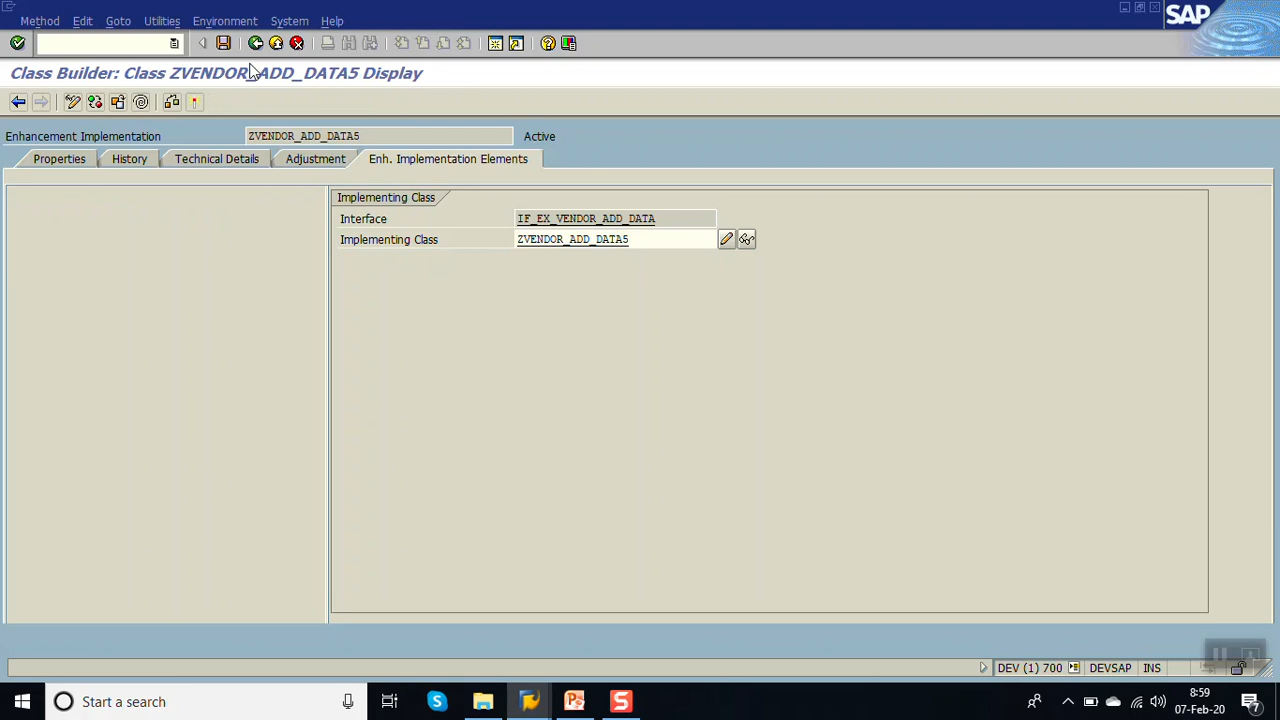 Method Edit Goto Utilities Environment System Help
SAP
Class Builder: Class ZVENDOR_ADD_DATA5 Display
Enhancement Implementation ZVENDOR_ADD_DATA5 Active
Properties History Technical Details Adjustment Enh. Implementation Elements
Implementing Class
Interface IF_EX_VENDOR_ADD_DATA
Implementing Class ZVENDOR_ADD_DATA5
DEV (1) 700 DEVSAP INS
Start a search
8:59
07-Feb-20
7